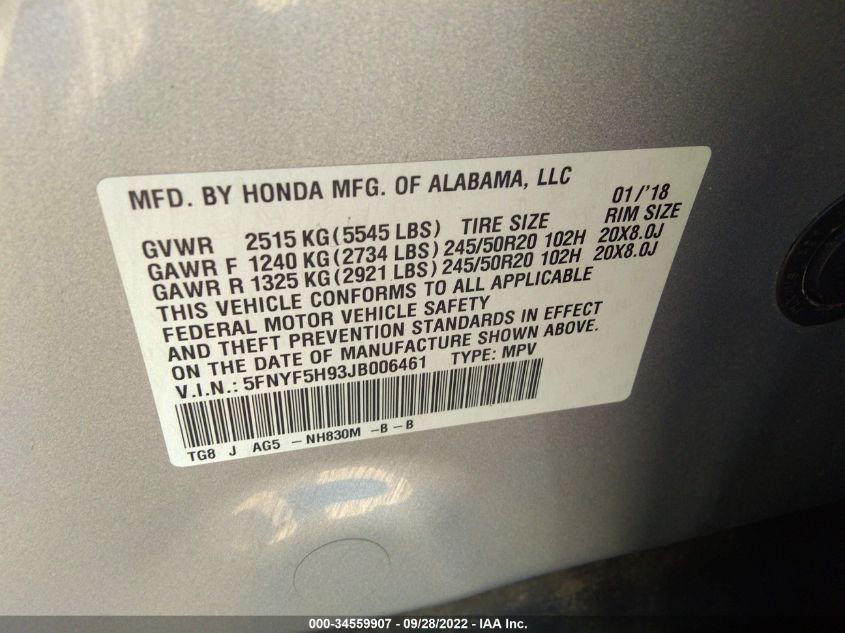 MFD. BY HONDA MFG. OF ALABAMA, LLC 01/'18
GVWR 2515 KG (5545 LBS) TIRE SIZE RIM SIZE
GAWR F 1240 KG (2734 LBS) 245/50R20 102H 20X8.0J
GAWR R 1325 KG (2921 LBS) 245/50R20 102H 20X8.0J
THIS VEHICLE CONFORMS TO ALL APPLICABLE
FEDERAL MOTOR VEHICLE SAFETY
AND THEFT PREVENTION STANDARDS IN EFFECT
ON THE DATE OF MANUFACTURE SHOWN ABOVE.
V.I.N.: 5FNYF5H93JB006461 TYPE: MPV
TG8 J AG5 – NH830M – B – B
000-34559907 - 09/28/2022 - IAA Inc.